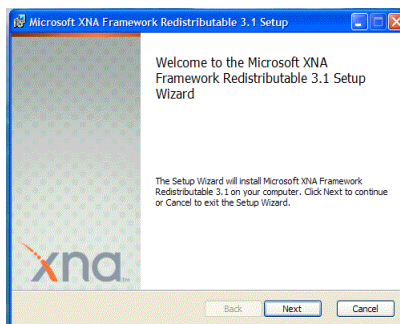 Microsoft XNA Framework Redistributable 3.1 Setup
Welcome to the Microsoft XNA
Framework Redistributable 3.1 Setup
Wizard
The Setup Wizard will install Microsoft XNA Framework
Redistributable 3.1 on your computer. Click Next to continue
or Cancel to exit the Setup Wizard.
xna
Back Next Cancel